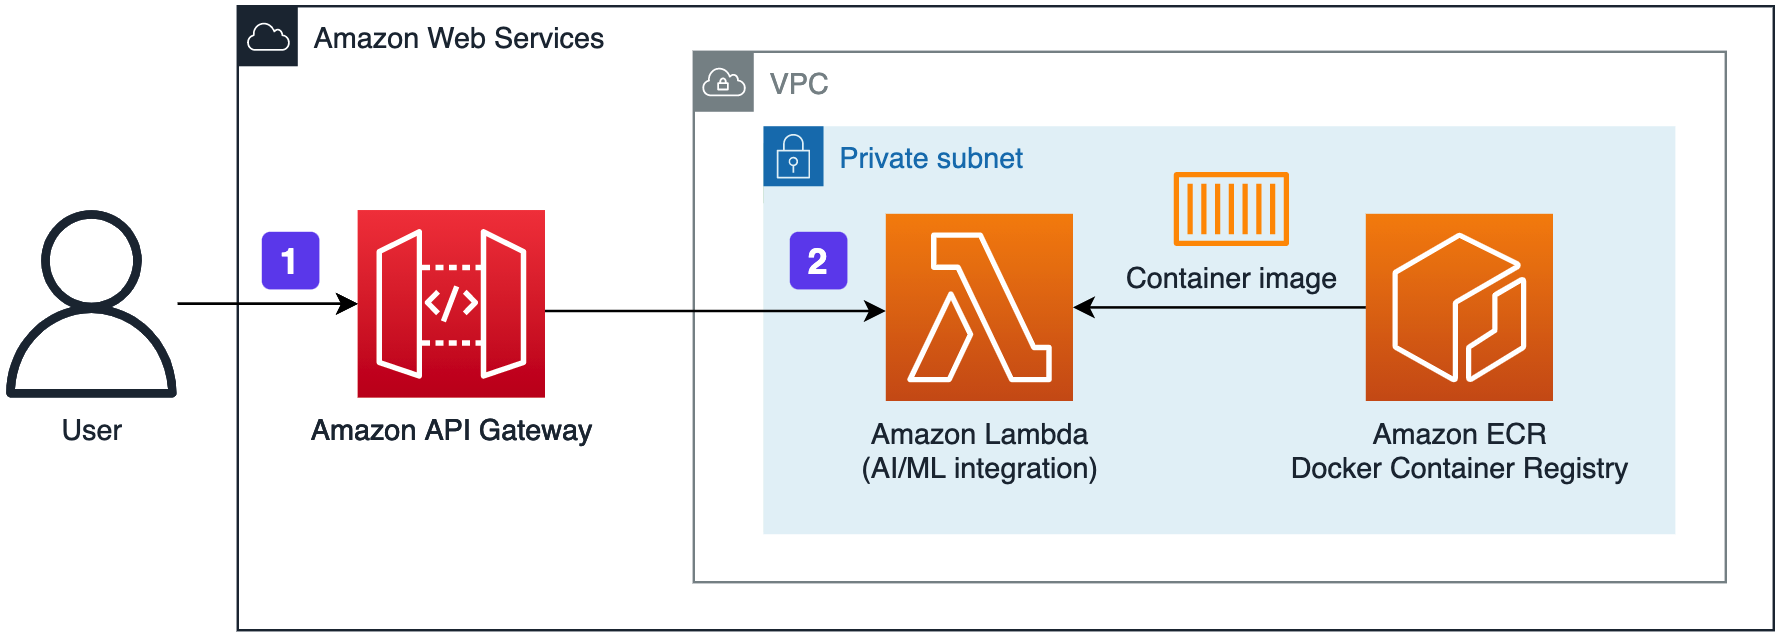 Amazon Web Services
VPC
Private subnet
1
2
Container image
</>
User
Amazon API Gateway
Amazon Lambda
(AI/ML integration)
Amazon ECR
Docker Container Registry